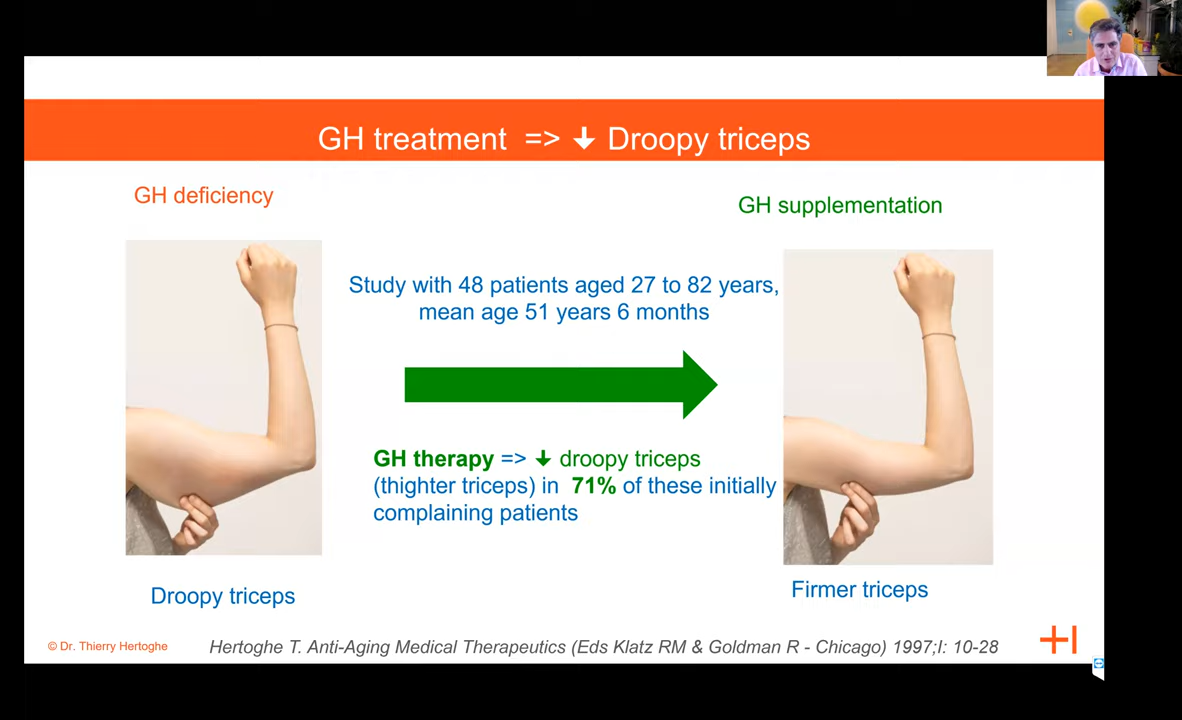 GH treatment => ↓ Droopy triceps
GH deficiency
GH supplementation
Study with 48 patients aged 27 to 82 years,
mean age 51 years 6 months
GH therapy => ↓ droopy triceps
(thighter triceps) in 71% of these initially
complaining patients
Droopy triceps
Firmer triceps
© Dr. Thierry Hertoghe
Hertoghe T. Anti-Aging Medical Therapeutics (Eds Klatz RM & Goldman R - Chicago) 1997;I: 10-28